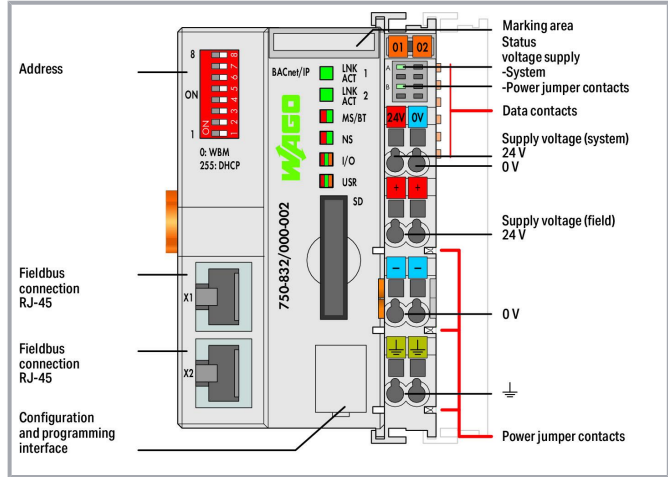 Address
8
ON
1
8
7
6
5
4
3
2
1
ON
0: WBM
255: DHCP
Fieldbus
connection
RJ-45
X1
Fieldbus
connection
RJ-45
X2
Configuration
and programming
interface
BACnet/IP
LNK 1
ACT
LNK 2
ACT
MS/BT
NS
I/O
USR
SD
WAGO
750-832/000-002
01 02
A
B
24V 0V
+ +
− −
Marking area
Status
voltage supply
-System
-Power jumper contacts
Data contacts
Supply voltage (system)
24 V
0 V
Supply voltage (field)
24 V
0 V
Power jumper contacts